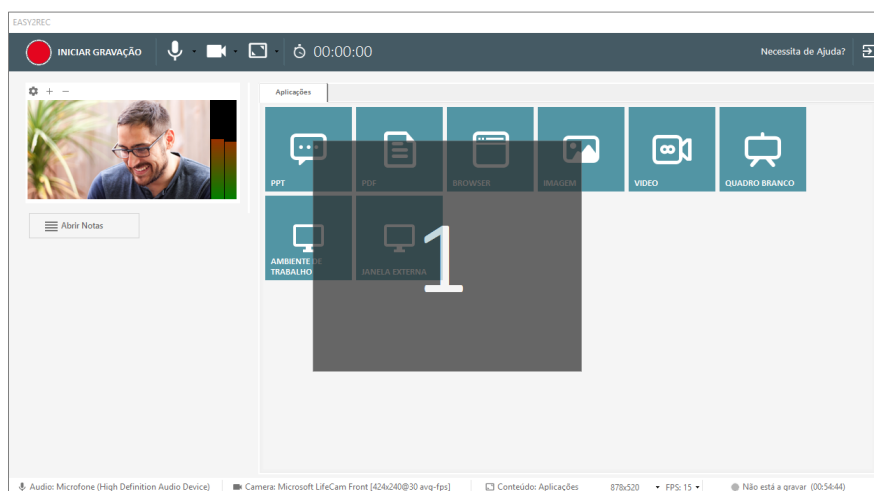 EASY2REC
INICIAR GRAVAÇÃO
00:00:00
Necessita de Ajuda?
Aplicações
PPT
PDF
BROWSER
IMAGEM
VIDEO
QUADRO BRANCO
AMBIENTE DE
TRABALHO
JANELA EXTERNA
1
Abrir Notas
Audio: Microfone (High Definition Audio Device)
Camera: Microsoft LifeCam Front [424x240@30 avg-fps]
Conteúdo: Aplicações
878x520
FPS: 15
Não está a gravar (00:54:44)